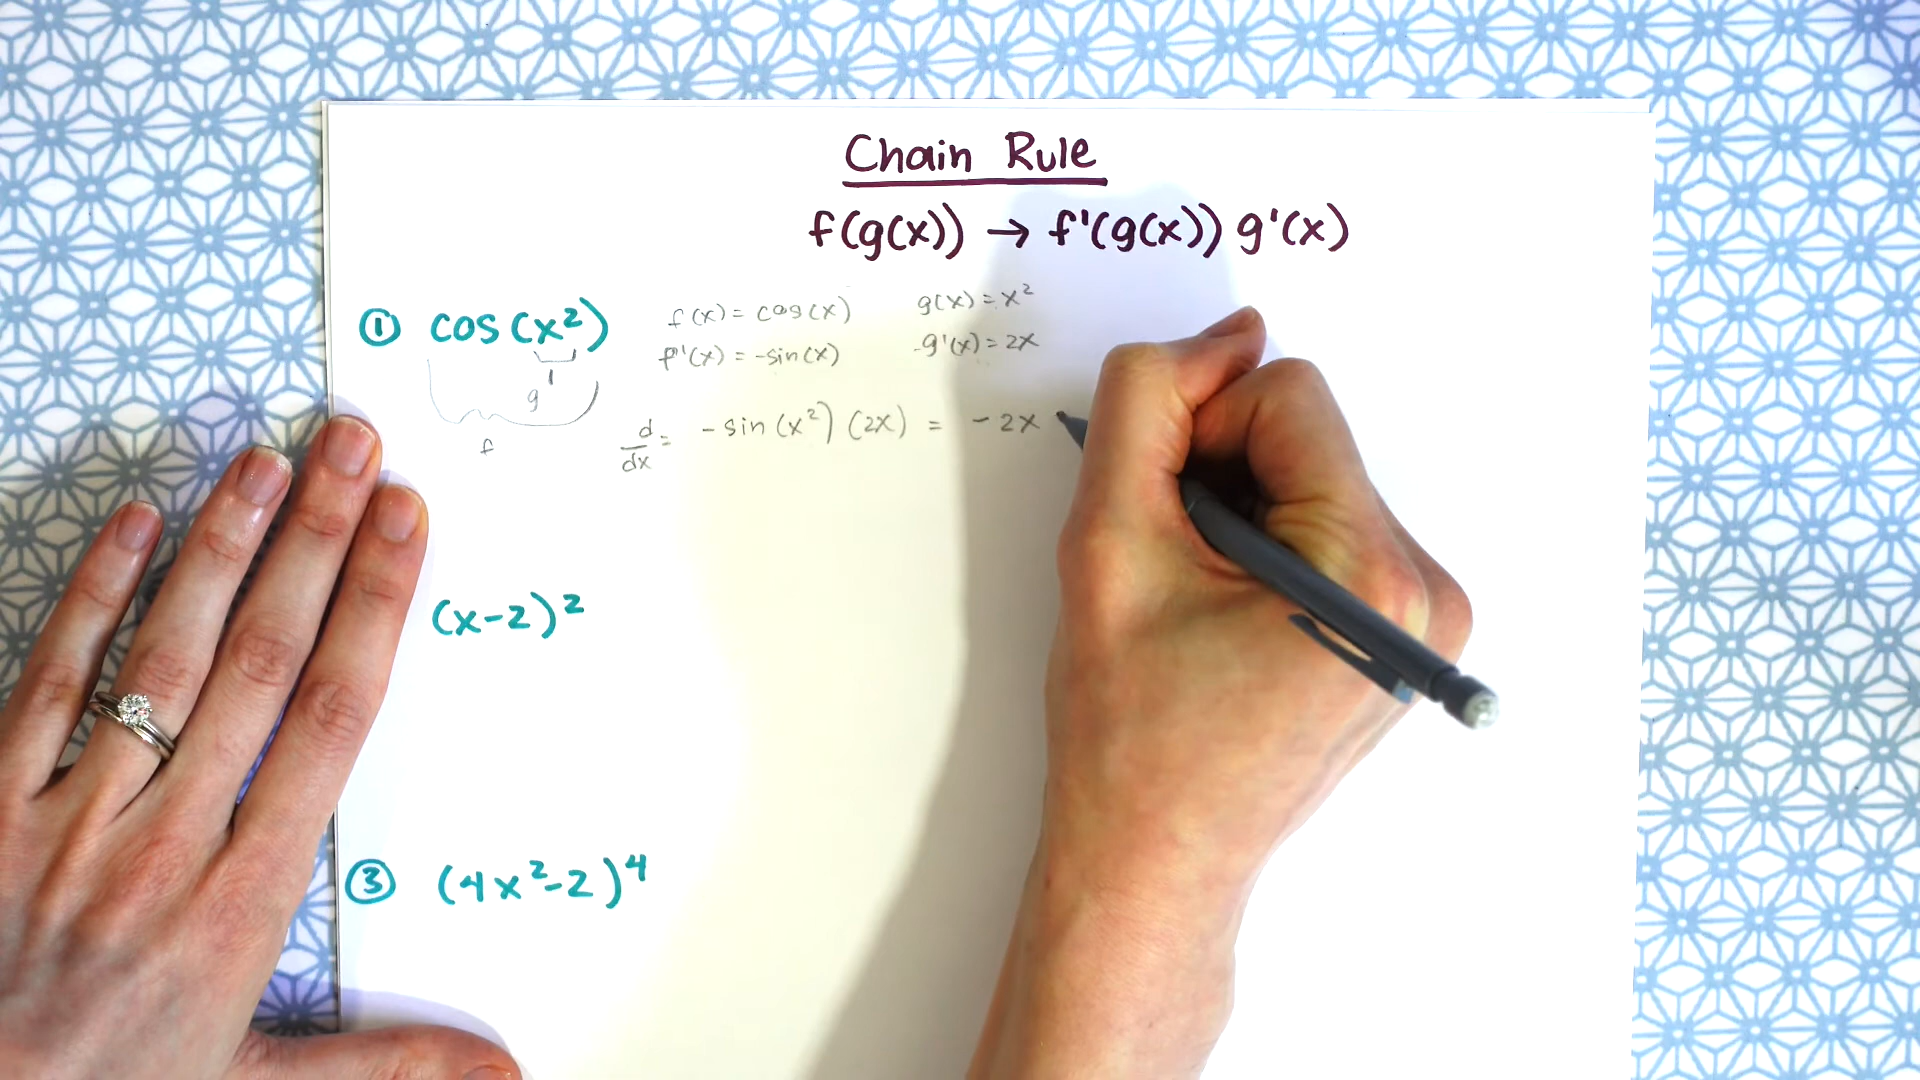 Chain Rule
f(g(x)) → f'(g(x)) g'(x)
① cos(x²)
f(x) = cos(x) g(x) = x²
f'(x) = -sin(x) g'(x) = 2x
g
f
d/dx = -sin(x²)(2x) = -2x
(x-2)²
③ (4x²-2)⁴